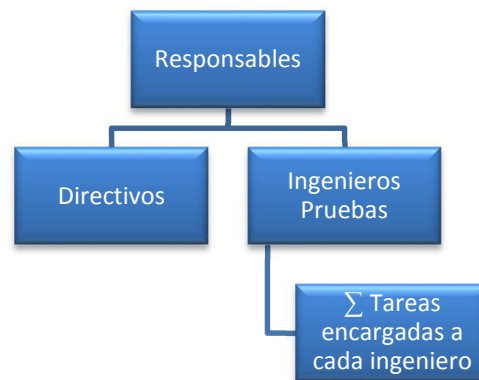 Responsables
Directivos
Ingenieros
Pruebas
∑ Tareas
encargadas a
cada ingeniero